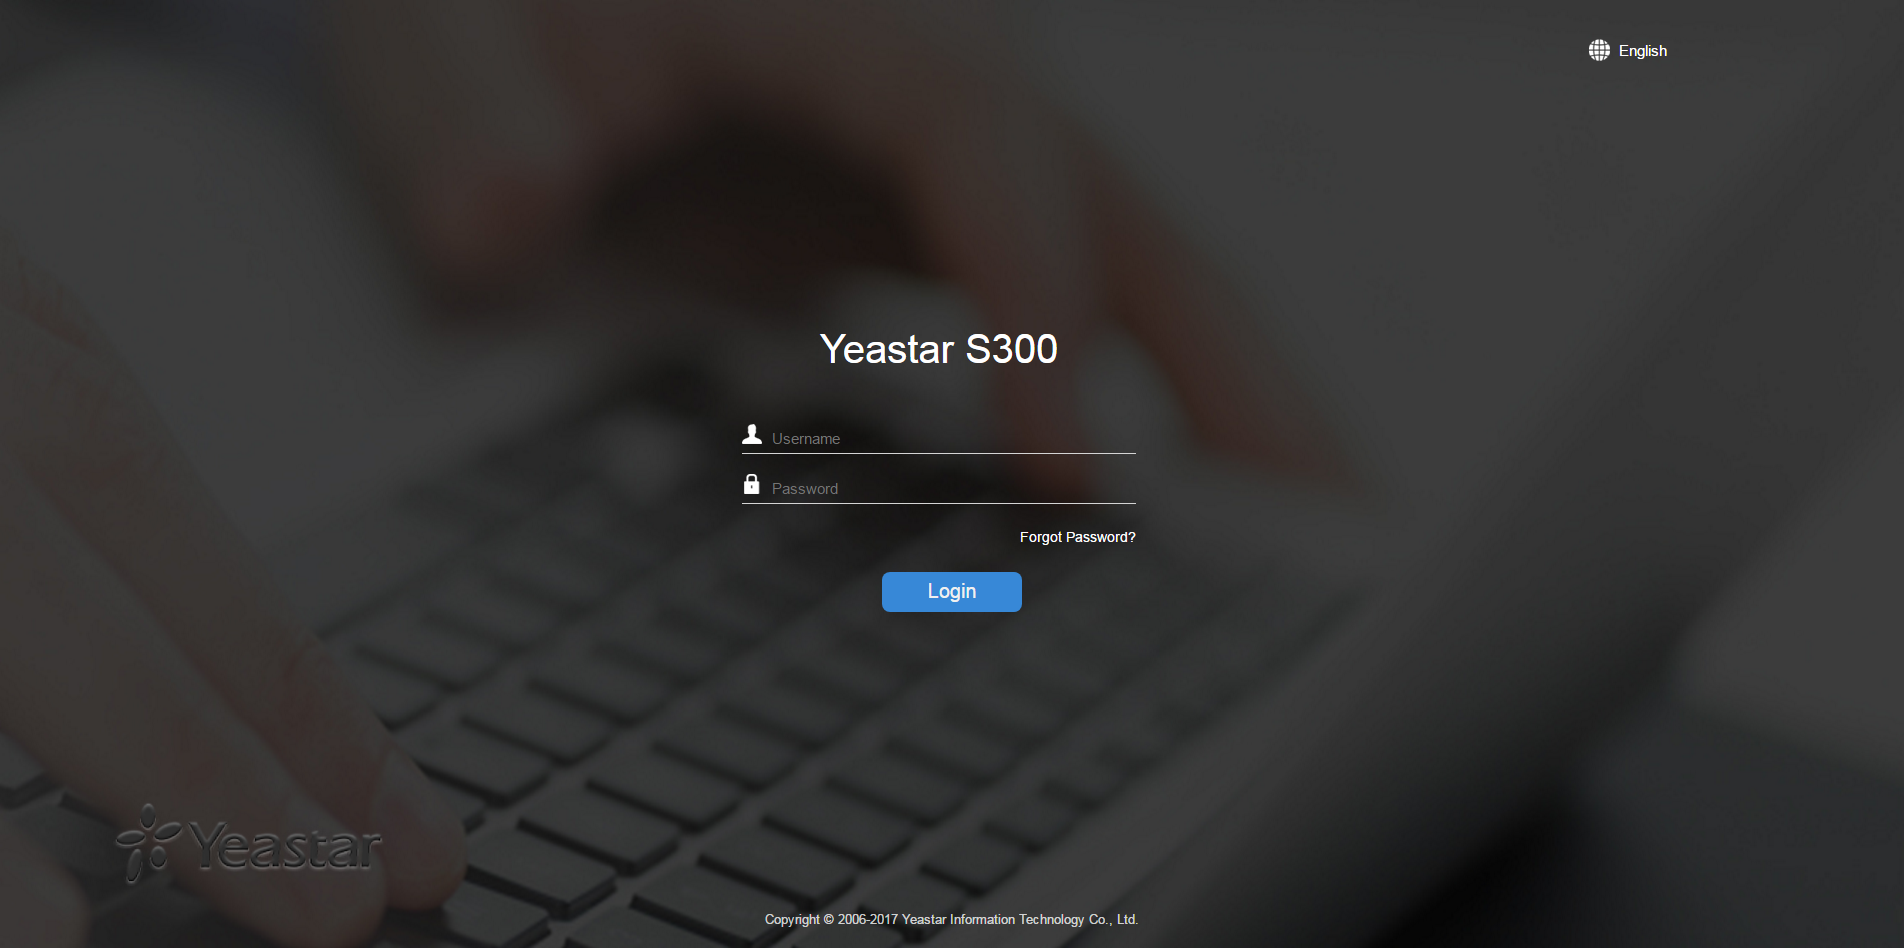 English
Yeastar S300
Username
Password
Forgot Password?
Login
Yeastar
Copyright © 2006-2017 Yeastar Information Technology Co., Ltd.